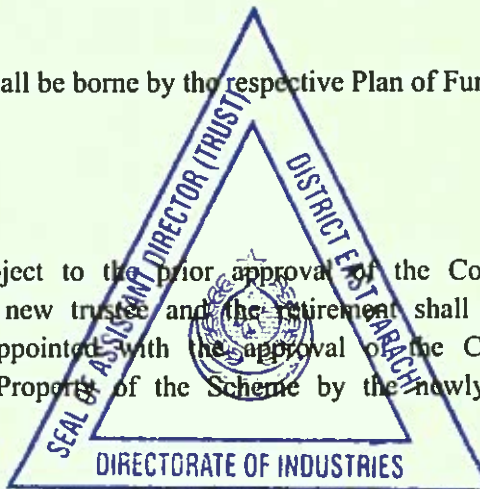 all be borne by the respective Plan of Fu
ject to the prior approval of the Co
new trustee and the retirement shall
ppointed with the approval of the C
Property of the Scheme by the newly
SEAL OF ASSISTANT DIRECTOR (TRUST)
DISTRICT EAST KARACHI
DIRECTORATE OF INDUSTRIES